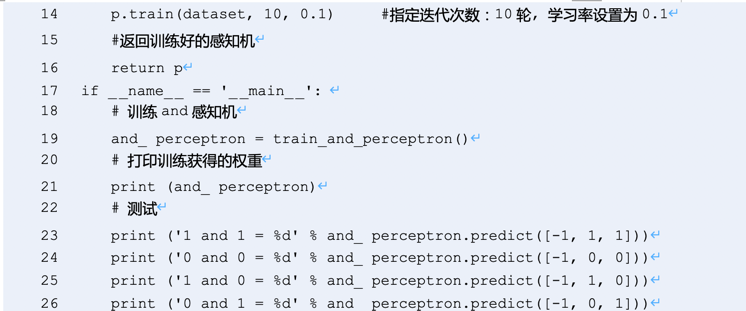 14 p.train(dataset, 10, 0.1) #指定迭代次数：10 轮，学习率设置为 0.1↵
15 #返回训练好的感知机↵
16 return p↵
17 if __name__ == '__main__': ↵
18 # 训练 and 感知机↵
19 and_ perceptron = train_and_perceptron()↵
20 # 打印训练获得的权重↵
21 print (and_ perceptron)↵
22 # 测试↵
23 print ('1 and 1 = %d' % and_ perceptron.predict([-1, 1, 1]))↵
24 print ('0 and 0 = %d' % and_ perceptron.predict([-1, 0, 0]))↵
25 print ('1 and 0 = %d' % and_ perceptron.predict([-1, 1, 0]))↵
26 print ('0 and 1 = %d' % and_ perceptron.predict([-1, 0, 1]))↵